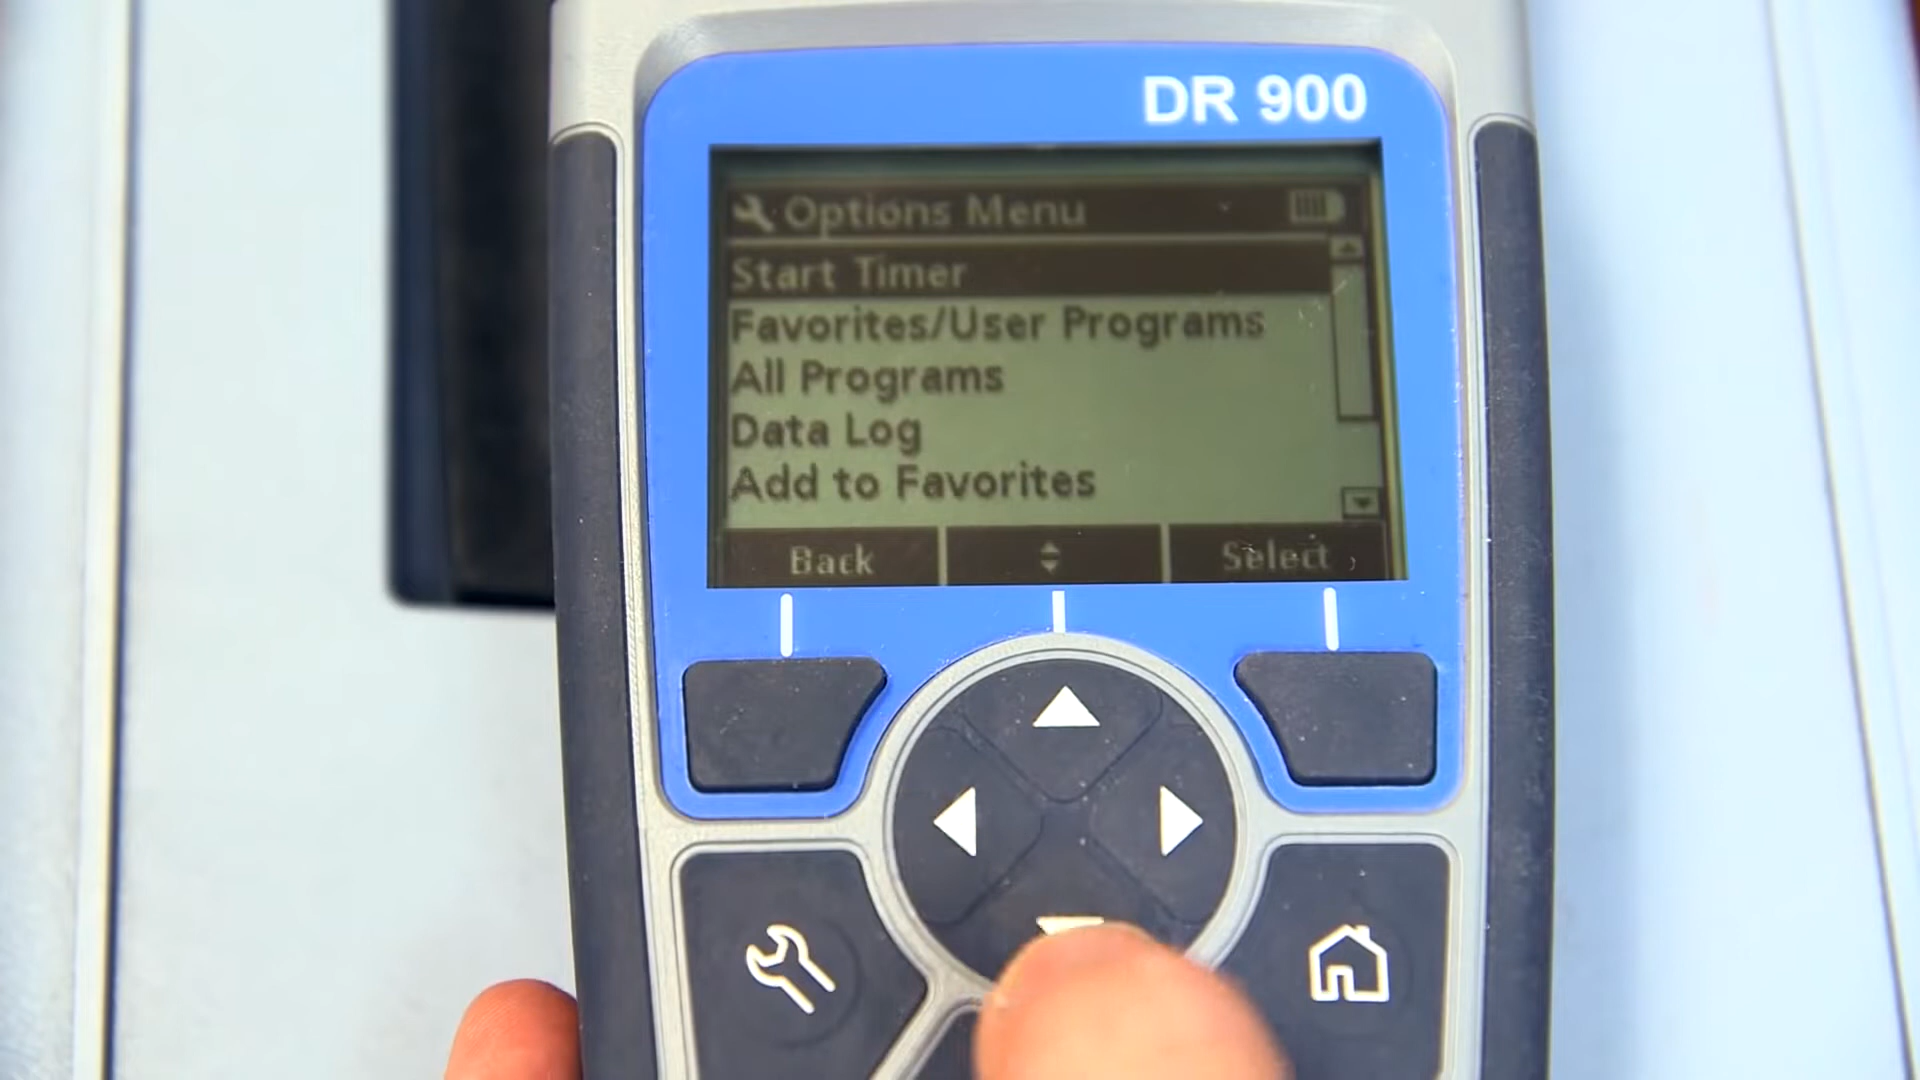 DR 900
Options Menu
Start Timer
Favorites/User Programs
All Programs
Data Log
Add to Favorites
Back Select